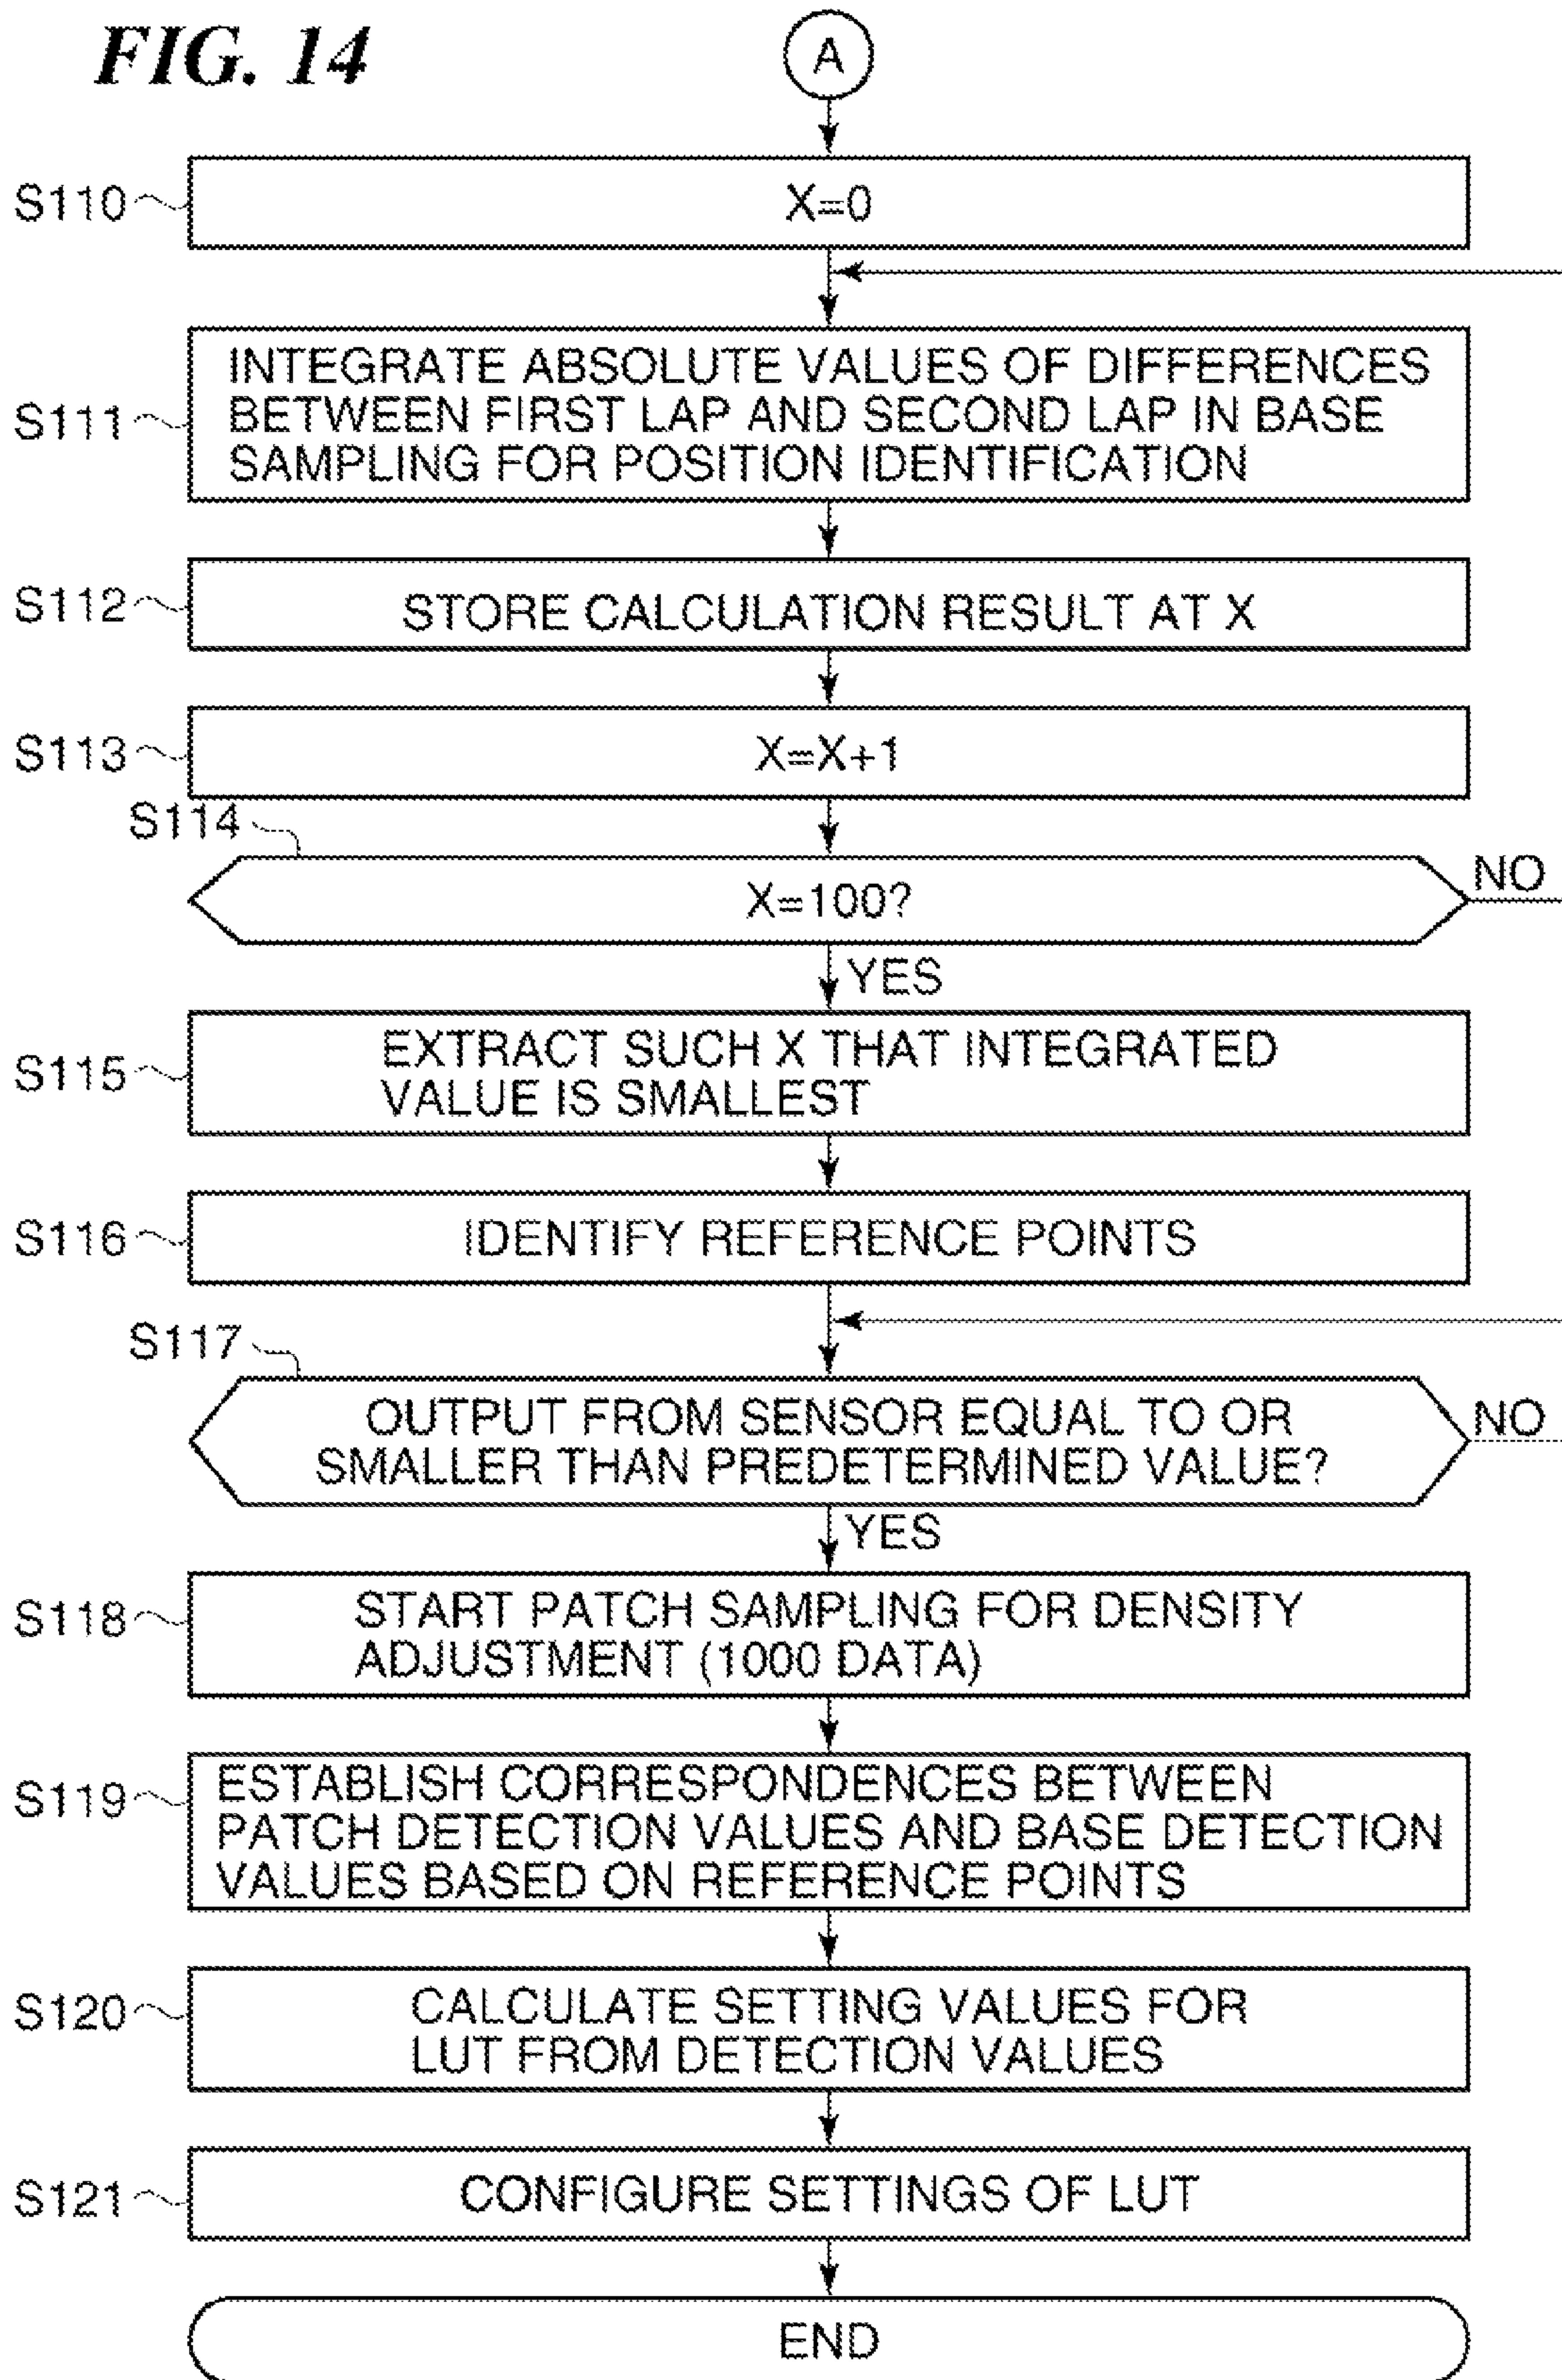 FIG. 14
A
S110
X=0
S111
INTEGRATE ABSOLUTE VALUES OF DIFFERENCES
BETWEEN FIRST LAP AND SECOND LAP IN BASE
SAMPLING FOR POSITION IDENTIFICATION
S112
STORE CALCULATION RESULT AT X
S113
X=X+1
S114
X=100?
NO
YES
S115
EXTRACT SUCH X THAT INTEGRATED
VALUE IS SMALLEST
S116
IDENTIFY REFERENCE POINTS
S117
OUTPUT FROM SENSOR EQUAL TO OR
SMALLER THAN PREDETERMINED VALUE?
NO
YES
S118
START PATCH SAMPLING FOR DENSITY
ADJUSTMENT (1000 DATA)
S119
ESTABLISH CORRESPONDENCES BETWEEN
PATCH DETECTION VALUES AND BASE DETECTION
VALUES BASED ON REFERENCE POINTS
S120
CALCULATE SETTING VALUES FOR
LUT FROM DETECTION VALUES
S121
CONFIGURE SETTINGS OF LUT
END